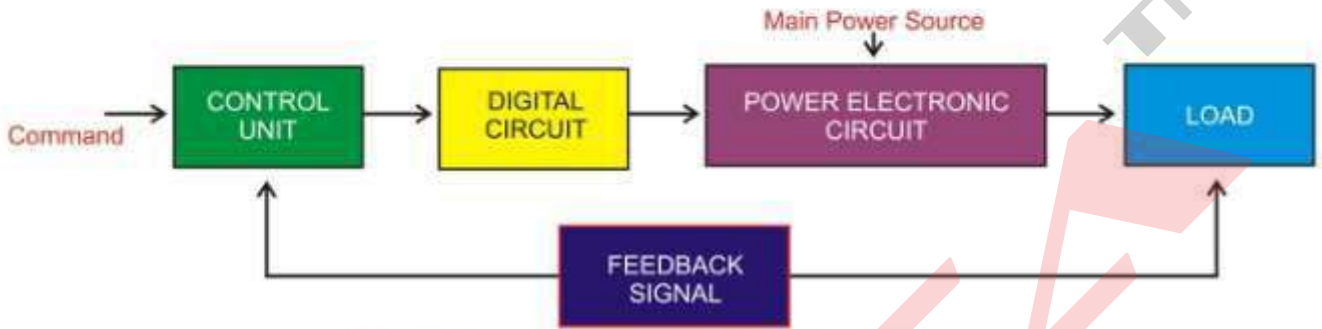 Main Power Source
Command
CONTROL
UNIT
DIGITAL
CIRCUIT
POWER ELECTRONIC
CIRCUIT
LOAD
FEEDBACK
SIGNAL